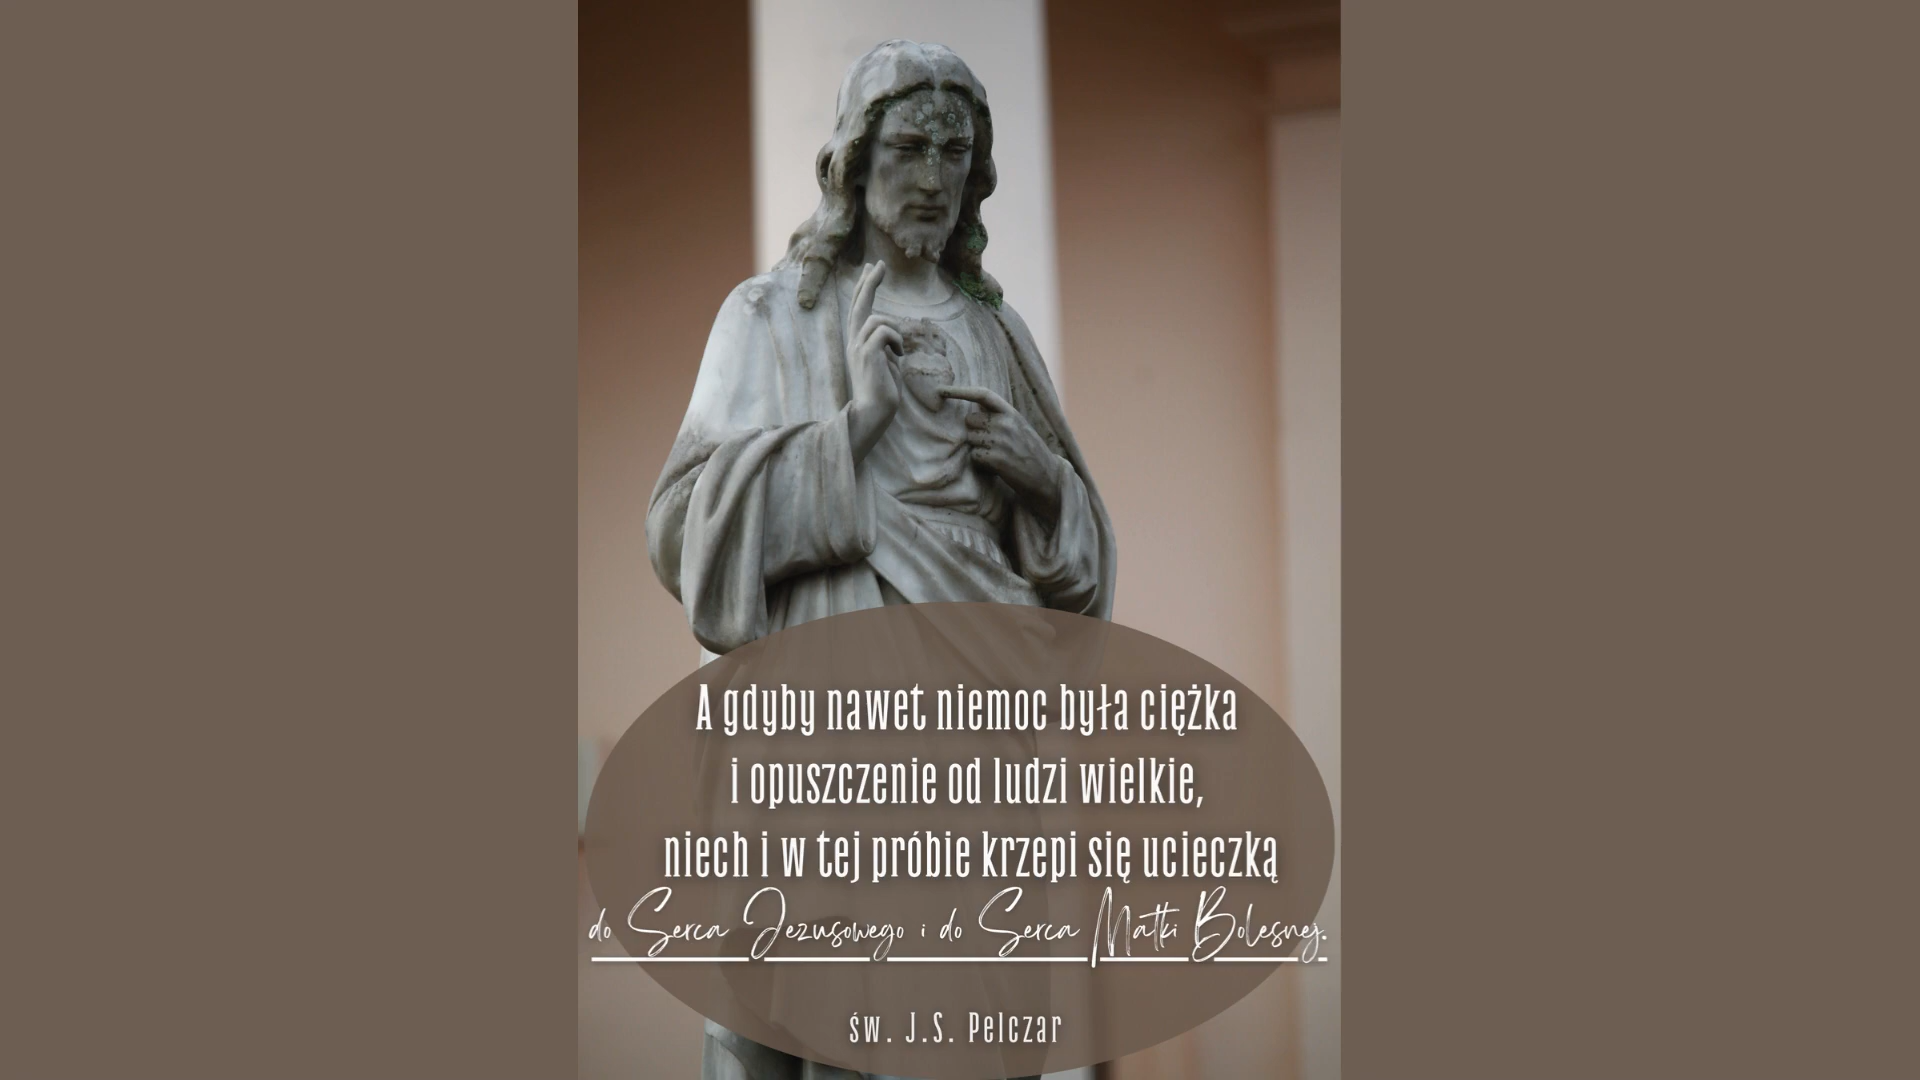 A gdyby nawet niemoc była ciężka
i opuszczenie od ludzi wielkie,
niech i w tej próbie krzepi się ucieczką
do Serca Jezusowego i do Serca Matki Bolesnej.
św. J.S. Pelczar